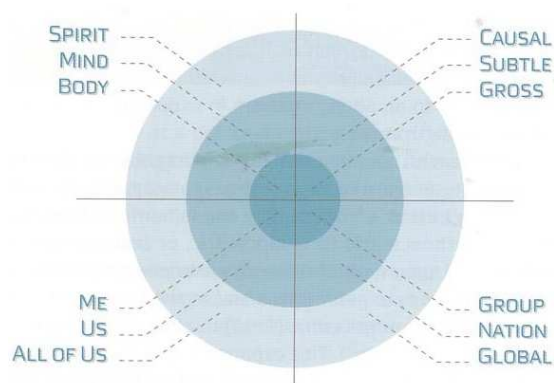 SPIRIT
MIND
BODY
CAUSAL
SUBTLE
GROSS
ME
US
ALL OF US
GROUP
NATION
GLOBAL